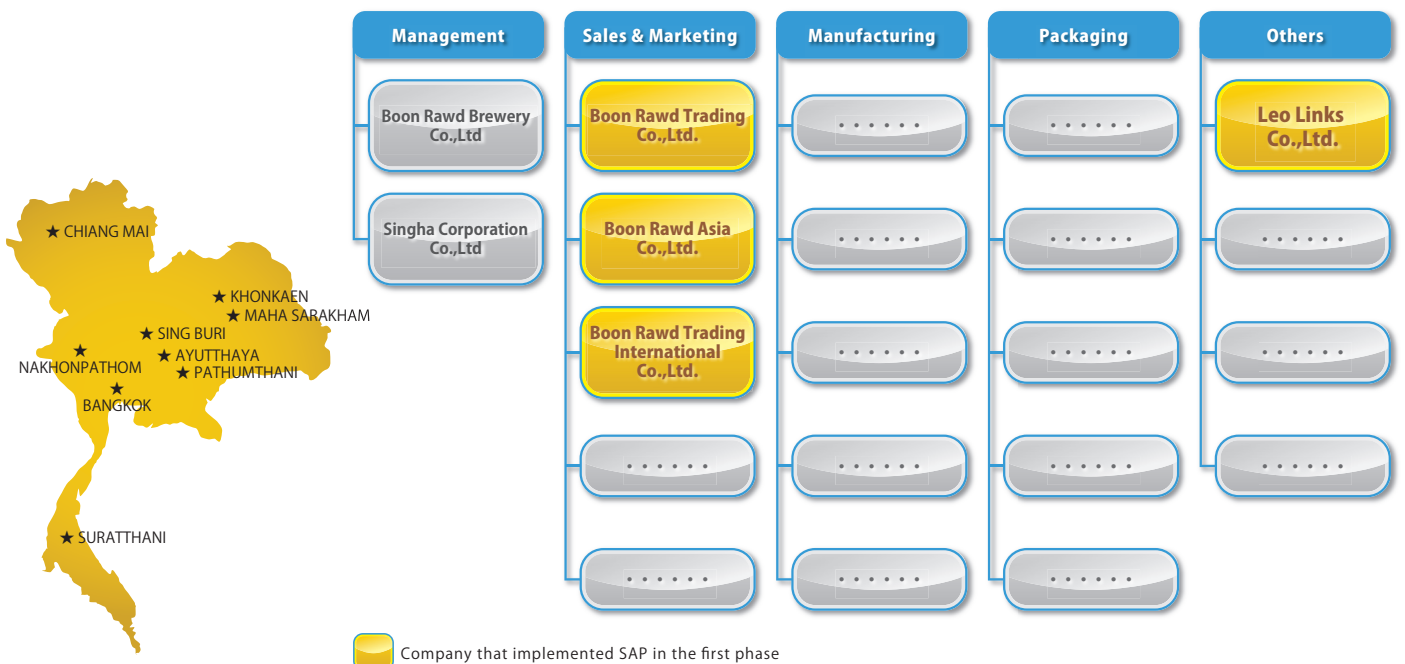 Management
Sales & Marketing
Manufacturing
Packaging
Others
Boon Rawd Brewery
Co.,Ltd
Singha Corporation
Co.,Ltd
Boon Rawd Trading
Co.,Ltd.
Boon Rawd Asia
Co.,Ltd.
Boon Rawd Trading
International
Co.,Ltd.
......
......
......
......
......
......
......
......
......
......
......
......
Leo Links
Co.,Ltd.
......
......
......
CHIANG MAI
KHONKAEN
MAHA SARAKHAM
SING BURI
AYUTTHAYA
NAKHONPATHOM
PATHUMTHANI
BANGKOK
SURATTHANI
Company that implemented SAP in the first phase